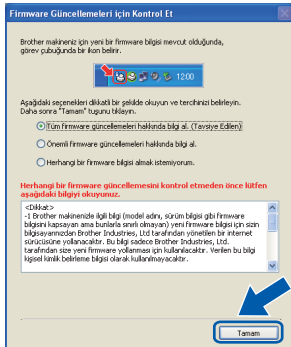 Firmware Güncellemeleri için Kontrol Et
Brother makineniz için yeni bir firmware bilgisi mevcut olduğunda,
görev çubuğunda bir ikon belirir.
12:00
Aşağıdaki seçenekleri dikkatli bir şekilde okuyun ve tercihinizi belirleyin.
Daha sonra "Tamam" tuşunu tıklayın.
Tüm firmware güncellemeleri hakkında bilgi al. (Tavsiye Edilen)
Önemli firmware güncellemeleri hakkında bilgi al.
Herhangi bir firmware bilgisi almak istemiyorum.
Herhangi bir firmware güncellemesini kontrol etmeden önce lütfen
aşağıdaki bilgiyi okuyunuz.
<Dikkat>
-1 Brother makinenizle ilgili bilgi (model adını, sürüm bilgisi gibi firmware
bilgisini kapsayan ama bunlarla sınırlı olmayan) yeni firmware bilgisi için sizin
bilgisayarınızdan Brother Industries, Ltd tarafından yönetilen bir internet
sürücüsüne yollanacaktır. Bu bilgi sadece Brother Industries, Ltd.
tarafından size yeni firmware yollanması için kullanılacaktır. Verilen bu bilgi
kişisel kimlik belirleme bilgisi olarak kullanılmayacaktır.
Tamam